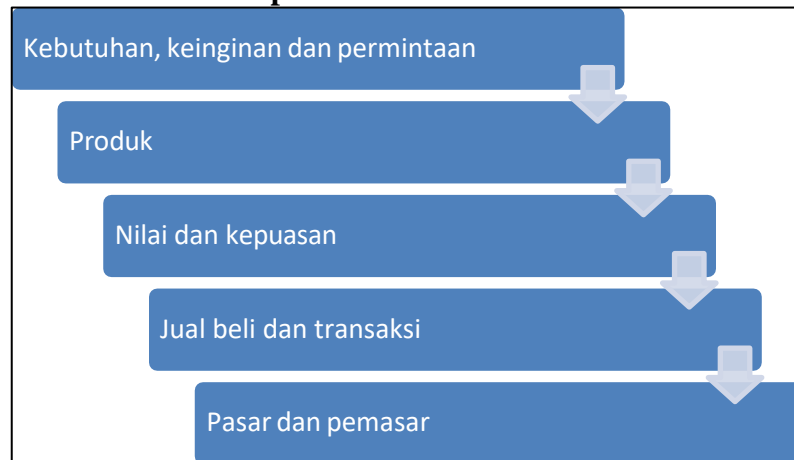 Kebutuhan, keinginan dan permintaan
Produk
Nilai dan kepuasan
Jual beli dan transaksi
Pasar dan pemasar